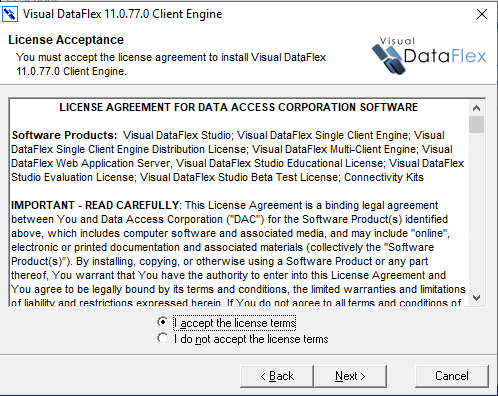 Visual DataFlex 11.0.77.0 Client Engine
License Acceptance
You must accept the license agreement to install Visual DataFlex
11.0.77.0 Client Engine.
Visual
DataFlex
LICENSE AGREEMENT FOR DATA ACCESS CORPORATION SOFTWARE
Software Products: Visual DataFlex Studio; Visual DataFlex Single Client Engine; Visual
DataFlex Single Client Engine Distribution License; Visual DataFlex Multi-Client Engine; Visual
DataFlex Web Application Server, Visual DataFlex Studio Educational License; Visual DataFlex
Studio Evaluation License; Visual DataFlex Studio Beta Test License; Connectivity Kits
IMPORTANT - READ CAREFULLY: This License Agreement is a binding legal agreement
between You and Data Access Corporation ("DAC") for the Software Product(s) identified
above, which includes computer software and associated media, and may include "online",
electronic or printed documentation and associated materials (collectively the "Software
Product(s)"). By installing, copying, or otherwise using a Software Product or any part
thereof, You warrant that You have the authority to enter into this License Agreement and
You agree to be legally bound by its terms and conditions, the limited warranties and limitations
of liability and restrictions expressed herein. If You do not agree to all terms and conditions of
I accept the license terms
I do not accept the license terms
< Back
Next >
Cancel